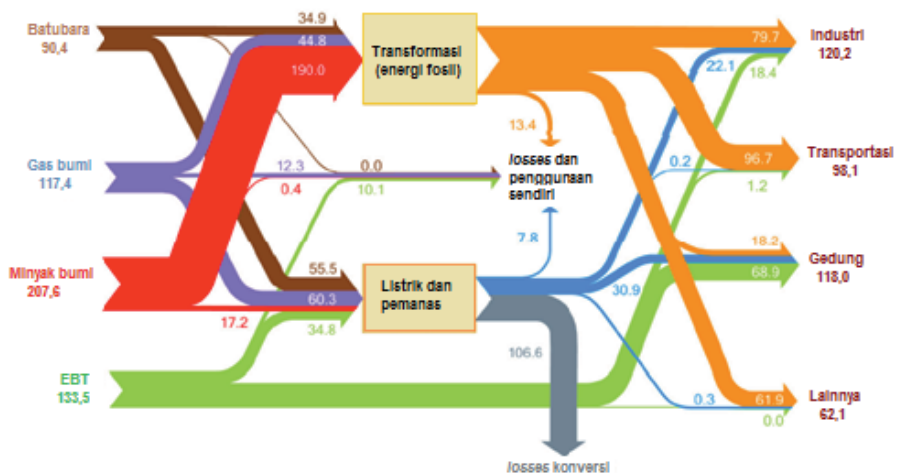 Batubara
90,4
34.9
44.8
190.0
Transformasi
(energi fosil)
79.7
Industri
120,2
22.1
18.4
13.4
Gas bumi
117,4
12.3
0.0
0.4
10.1
losses dan
penggunaan
sendiri
0.2
96.7
1.2
Transportasi
98,1
7.8
Minyak bumi
207,6
55.5
60.3
17.2
34.8
Listrik dan
pemanas
18.2
30.9
68.9
Gedung
118,0
106.6
EBT
133,5
0.3
61.9
0.0
Lainnya
62,1
losses konversi